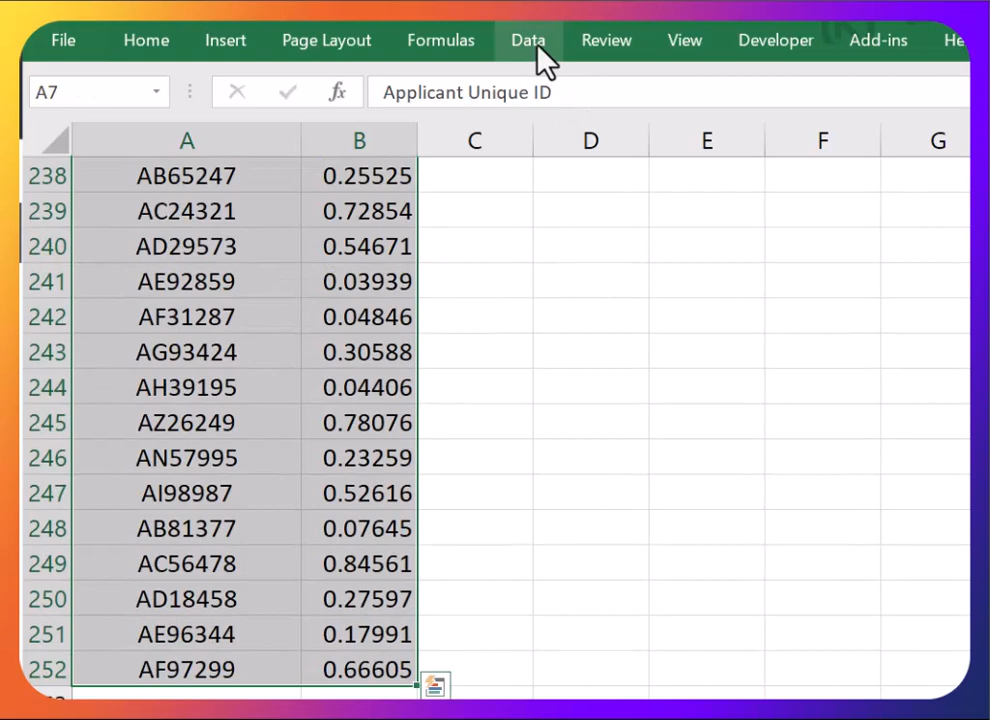 File Home Insert Page Layout Formulas Data Review View Developer Add-ins He
A7 fx Applicant Unique ID
A B C D E F G
238 AB65247 0.25525
239 AC24321 0.72854
240 AD29573 0.54671
241 AE92859 0.03939
242 AF31287 0.04846
243 AG93424 0.30588
244 AH39195 0.04406
245 AZ26249 0.78076
246 AN57995 0.23259
247 AI98987 0.52616
248 AB81377 0.07645
249 AC56478 0.84561
250 AD18458 0.27597
251 AE96344 0.17991
252 AF97299 0.66605